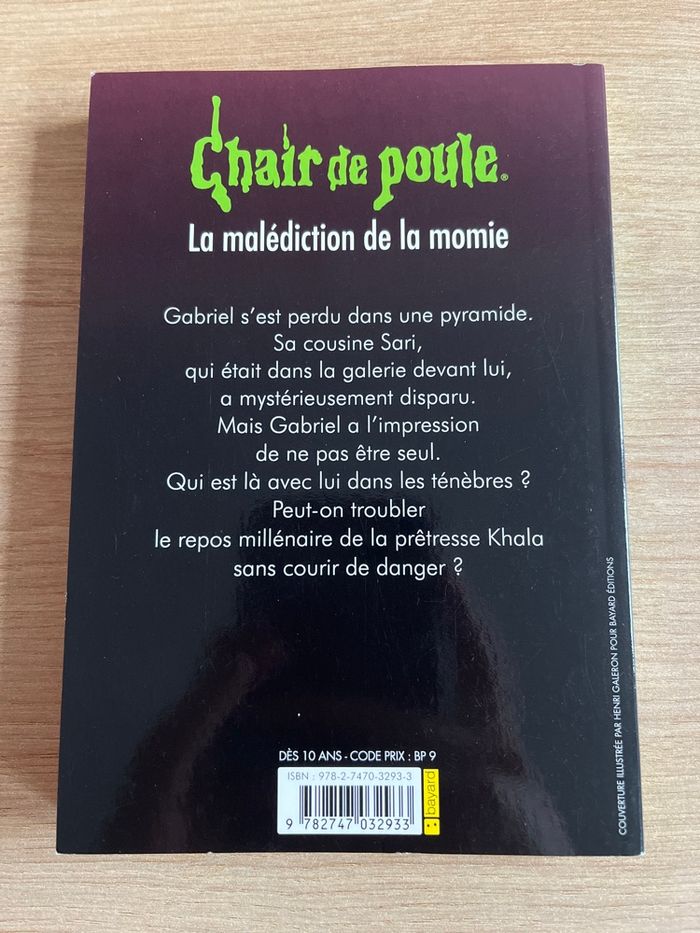 Chair de poule®
La malédiction de la momie
Gabriel s'est perdu dans une pyramide.
Sa cousine Sari,
qui était dans la galerie devant lui,
a mystérieusement disparu.
Mais Gabriel a l'impression
de ne pas être seul.
Qui est là avec lui dans les ténèbres ?
Peut-on troubler
le repos millénaire de la prêtresse Khala
sans courir de danger ?
DÈS 10 ANS - CODE PRIX : BP 9
ISBN : 978-2-7470-3293-3
9 782747 032933
bayard
COUVERTURE ILLUSTRÉE PAR HENRI GALERON POUR BAYARD ÉDITIONS